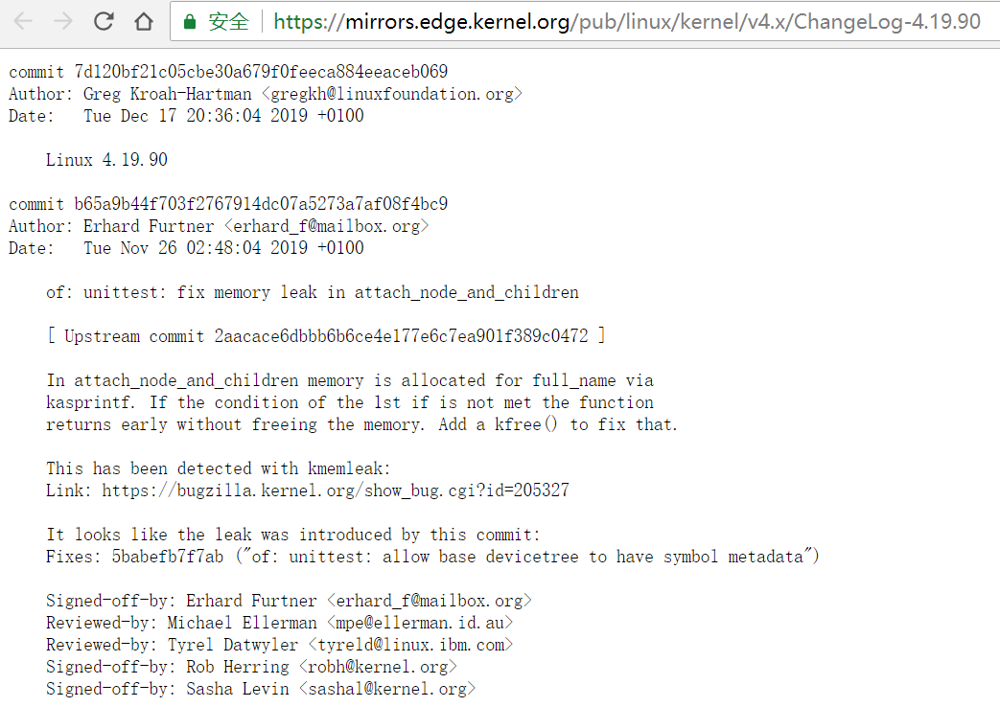 安全 https://mirrors.edge.kernel.org/pub/linux/kernel/v4.x/ChangeLog-4.19.90
commit 7d120bf21c05cbe30a679f0feeca884eeaceb069
Author: Greg Kroah-Hartman <gregkh@linuxfoundation.org>
Date:   Tue Dec 17 20:36:04 2019 +0100
Linux 4.19.90
commit b65a9b44f703f2767914dc07a5273a7af08f4bc9
Author: Erhard Furtner <erhard_f@mailbox.org>
Date:   Tue Nov 26 02:48:04 2019 +0100
of: unittest: fix memory leak in attach_node_and_children
[ Upstream commit 2aacace6dbbb6b6ce4e177e6c7ea901f389c0472 ]
In attach_node_and_children memory is allocated for full_name via
kasprintf. If the condition of the 1st if is not met the function
returns early without freeing the memory. Add a kfree() to fix that.
This has been detected with kmemleak:
Link: https://bugzilla.kernel.org/show_bug.cgi?id=205327
It looks like the leak was introduced by this commit:
Fixes: 5babefb7f7ab ("of: unittest: allow base devicetree to have symbol metadata")
Signed-off-by: Erhard Furtner <erhard_f@mailbox.org>
Reviewed-by: Michael Ellerman <mpe@ellerman.id.au>
Reviewed-by: Tyrel Datwyler <tyreld@linux.ibm.com>
Signed-off-by: Rob Herring <robh@kernel.org>
Signed-off-by: Sasha Levin <sashal@kernel.org>